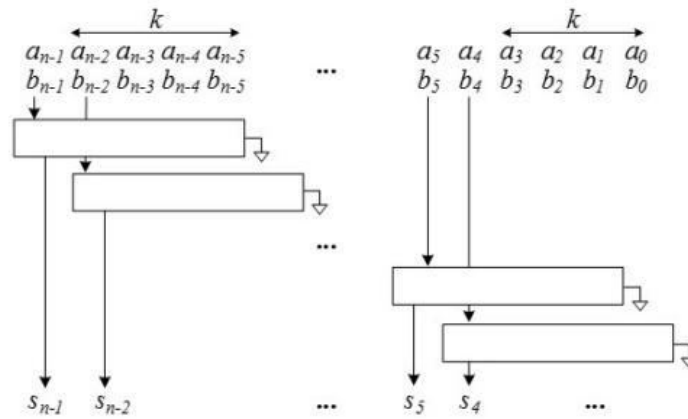 k k
a_{n-1} a_{n-2} a_{n-3} a_{n-4} a_{n-5} ... a_5 a_4 a_3 a_2 a_1 a_0
b_{n-1} b_{n-2} b_{n-3} b_{n-4} b_{n-5} b_5 b_4 b_3 b_2 b_1 b_0
...
s_{n-1} s_{n-2} ... s_5 s_4 ...